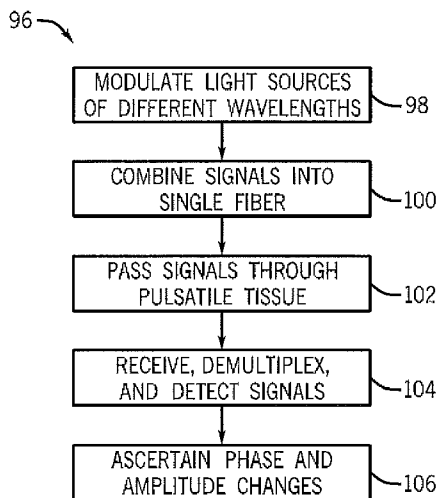 96
MODULATE LIGHT SOURCES
OF DIFFERENT WAVELENGTHS
98
COMBINE SIGNALS INTO
SINGLE FIBER
100
PASS SIGNALS THROUGH
PULSATILE TISSUE
102
RECEIVE, DEMULTIPLEX,
AND DETECT SIGNALS
104
ASCERTAIN PHASE AND
AMPLITUDE CHANGES
106